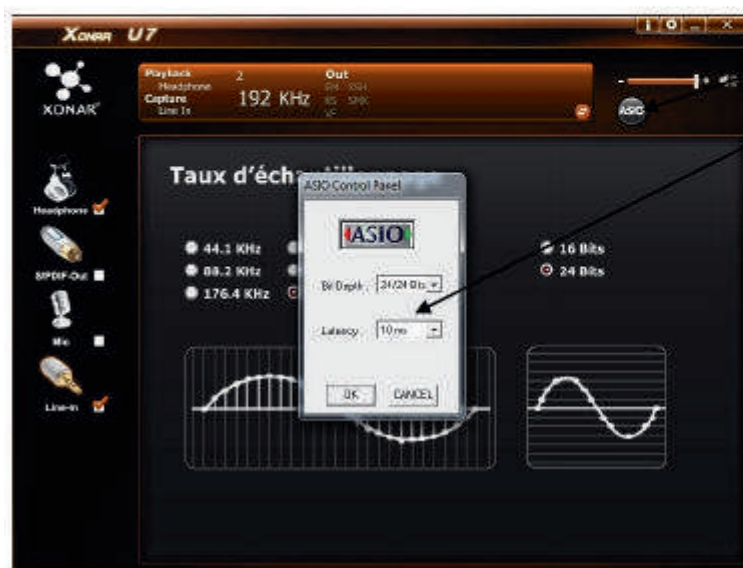 XONAR U7
XONAR
Playback 2 Out
Headphone
Capture 192 KHz
Line In
ASIO
Taux d'éch
ASIO Control Panel
ASIO
44.1 KHz
88.2 KHz
176.4 KHz
16 Bits
24 Bits
Bit Depth 24/24 Bits
Latency 10 ms
OK CANCEL
Headphone
S/PDIF-Out
Mic
Line-In